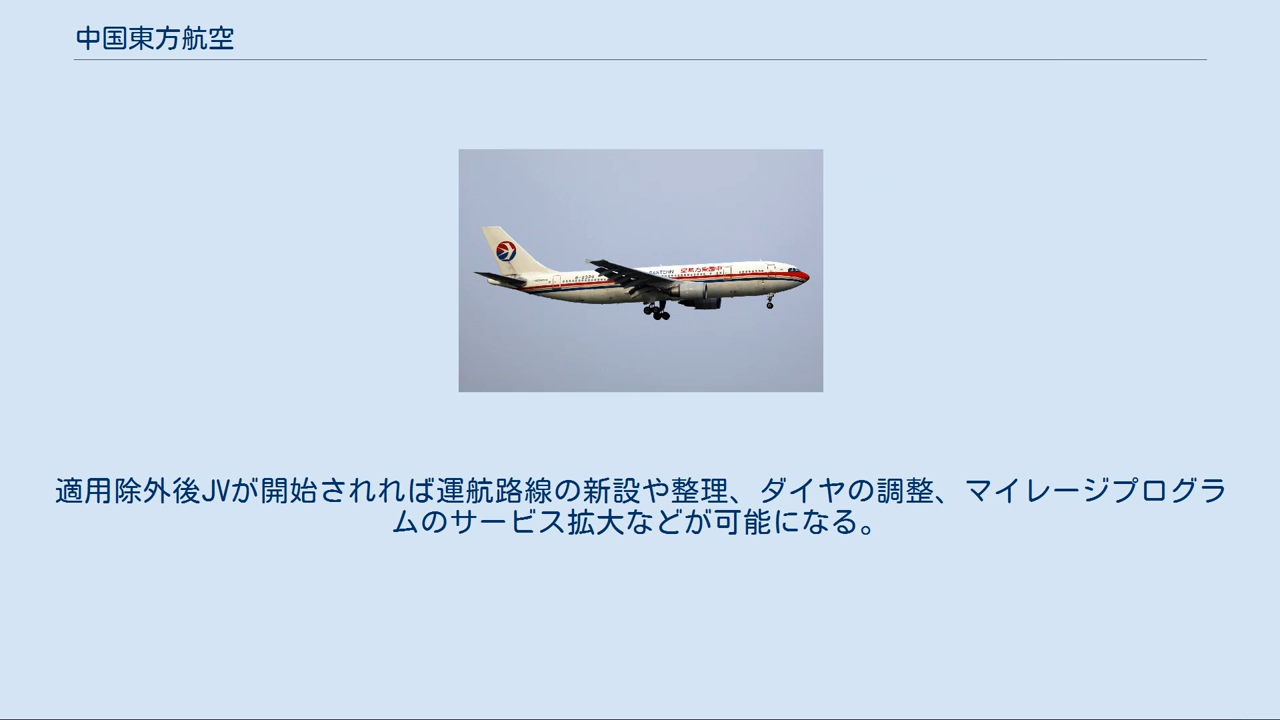 中国東方航空
適用除外後JVが開始されれば運航路線の新設や整理、ダイヤの調整、マイレージプログラ
ムのサービス拡大などが可能になる。